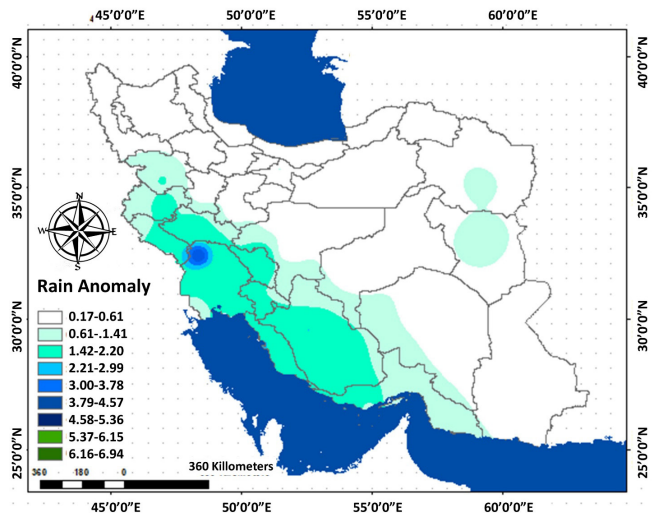 45'0'0"E 50'0'0"E 55'0'0"E 60'0'0"E
40'0'0"N 40'0'0"N
35'0'0"N 35'0'0"N
N
W E
S
Rain Anomaly
0.17-0.61
0.61-.1.41
1.42-2.20
2.21-2.99
3.00-3.78
3.79-4.57
4.58-5.36
5.37-6.15
6.16-6.94
30'0'0"N 30'0'0"N
25'0'0"N 25'0'0"N
360 180 0 360 Killometers
45'0'0"E 50'0'0"E 55'0'0"E 60'0'0"E